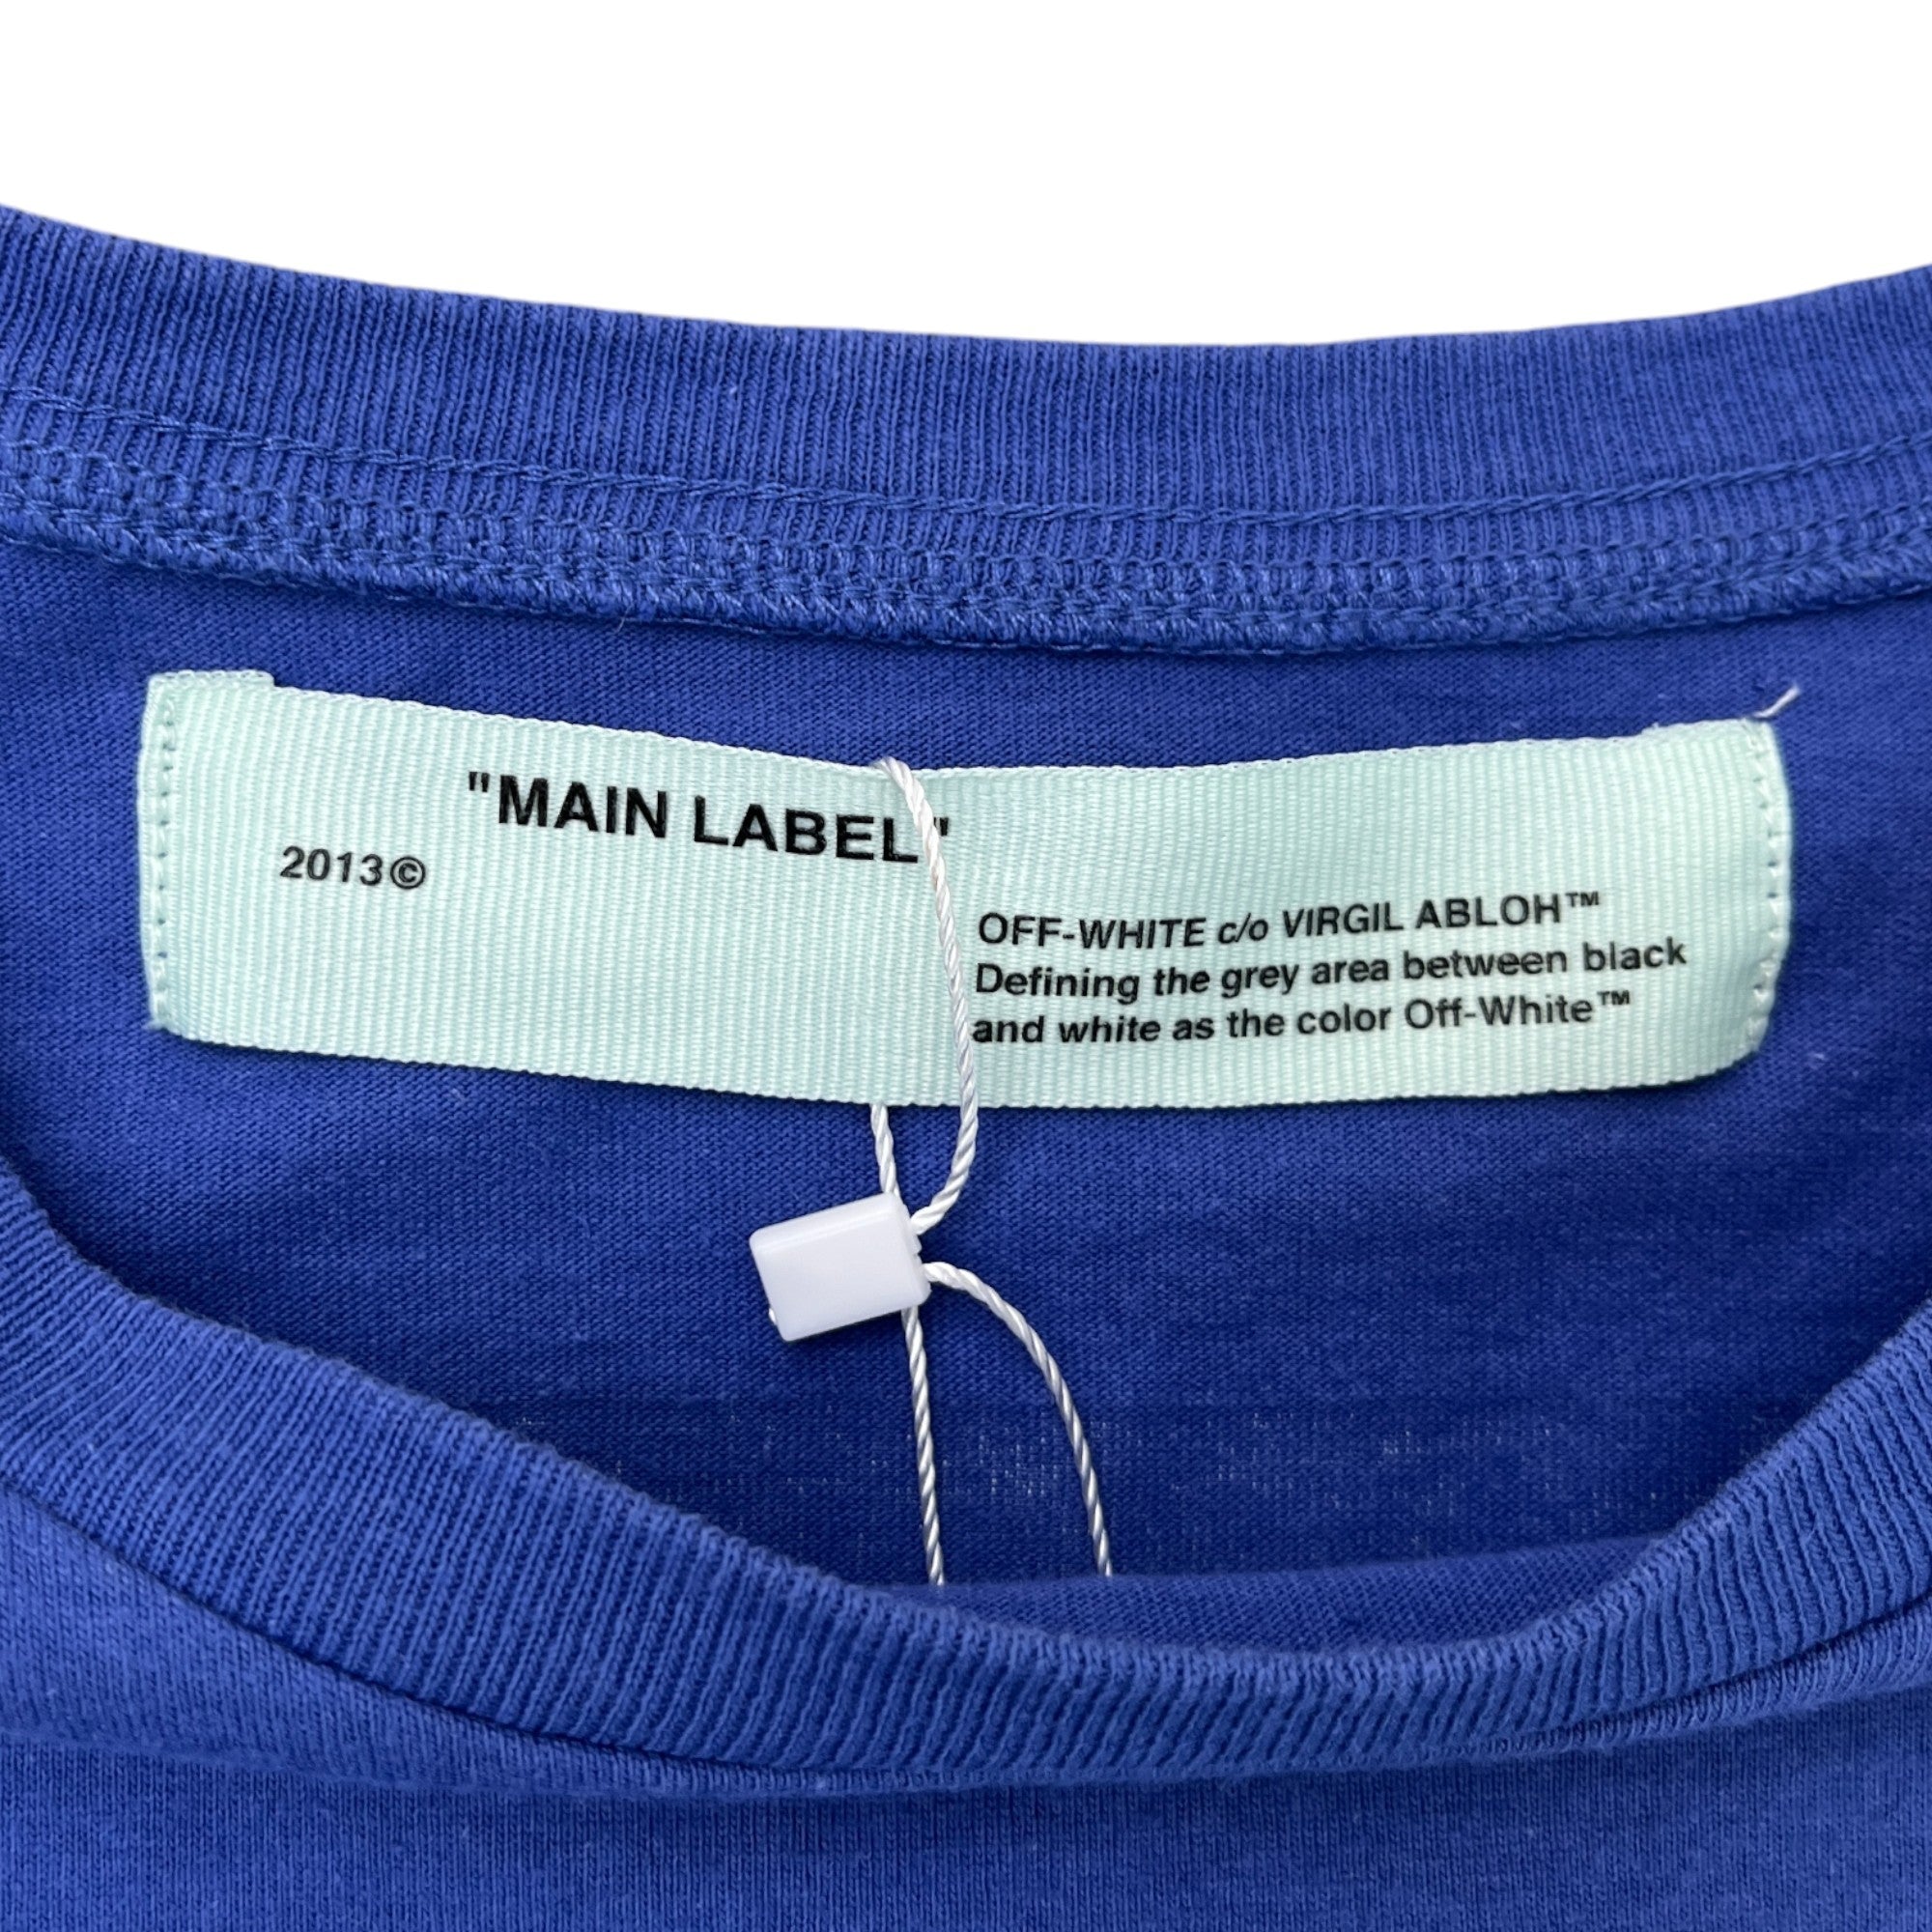 "MAIN LABEL"
2013©
OFF-WHITE c/o VIRGIL ABLOH™
Defining the grey area between black
and white as the color Off-White™